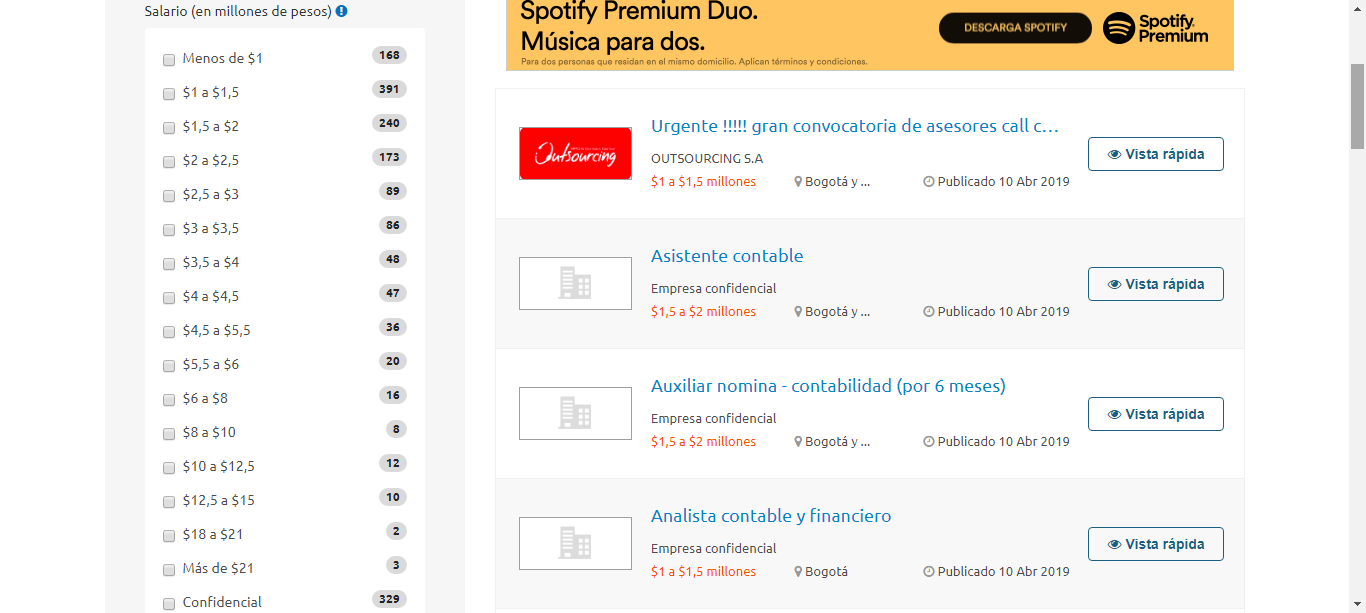 Salario (en millones de pesos)
Menos de $1 168
$1 a $1,5 391
$1,5 a $2 240
$2 a $2,5 173
$2,5 a $3 89
$3 a $3,5 86
$3,5 a $4 48
$4 a $4,5 47
$4,5 a $5,5 36
$5,5 a $6 20
$6 a $8 16
$8 a $10 8
$10 a $12,5 12
$12,5 a $15 10
$18 a $21 2
Más de $21 3
Confidencial 329
Spotify Premium Duo.
Música para dos.
Para dos personas que residan en el mismo domicilio. Aplican términos y condiciones.
DESCARGA SPOTIFY
Spotify Premium
Outsourcing
Urgente !!!!! gran convocatoria de asesores call c...
OUTSOURCING S.A
$1 a $1,5 millones Bogotá y ... Publicado 10 Abr 2019
Vista rápida
Asistente contable
Empresa confidencial
$1,5 a $2 millones Bogotá y ... Publicado 10 Abr 2019
Vista rápida
Auxiliar nomina - contabilidad (por 6 meses)
Empresa confidencial
$1,5 a $2 millones Bogotá y ... Publicado 10 Abr 2019
Vista rápida
Analista contable y financiero
Empresa confidencial
$1 a $1,5 millones Bogotá Publicado 10 Abr 2019
Vista rápida